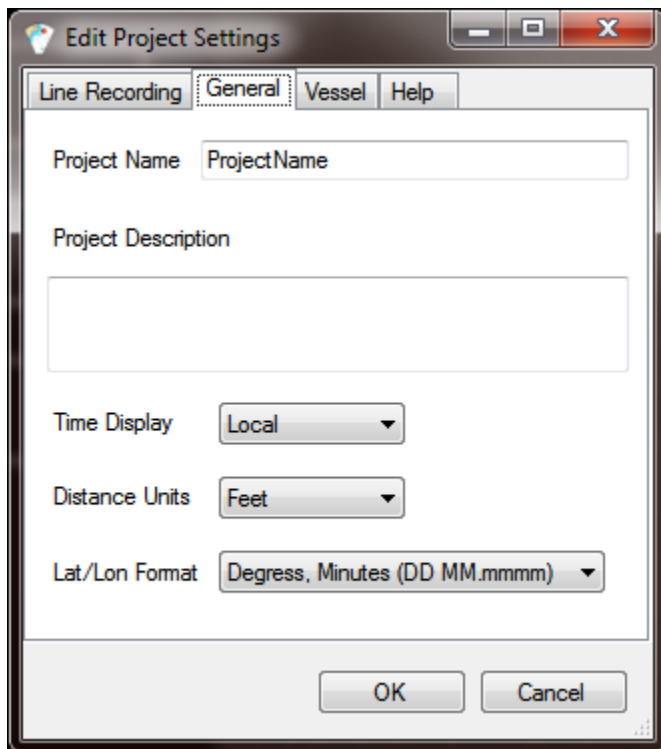 Edit Project Settings
Line Recording General Vessel Help
Project Name ProjectName
Project Description
Time Display Local
Distance Units Feet
Lat/Lon Format Degress, Minutes (DD MM.mmmm)
OK Cancel